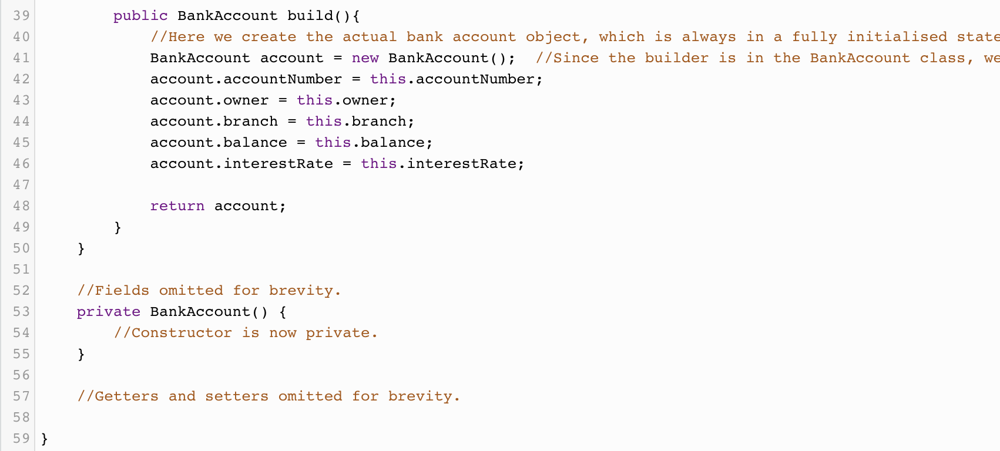 39 public BankAccount build(){
40 //Here we create the actual bank account object, which is always in a fully initialised state
41 BankAccount account = new BankAccount(); //Since the builder is in the BankAccount class, we
42 account.accountNumber = this.accountNumber;
43 account.owner = this.owner;
44 account.branch = this.branch;
45 account.balance = this.balance;
46 account.interestRate = this.interestRate;
47
48 return account;
49 }
50 }
51
52 //Fields omitted for brevity.
53 private BankAccount() {
54 //Constructor is now private.
55 }
56
57 //Getters and setters omitted for brevity.
58
59 }